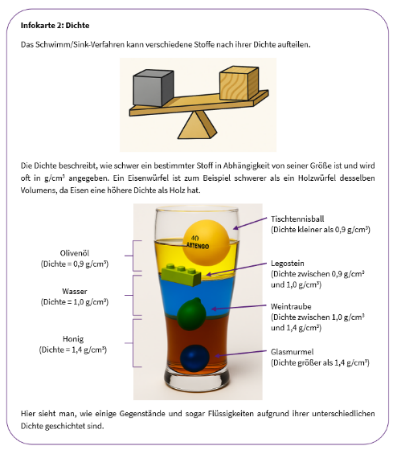 Infokarte 2: Dichte
Das Schwimm/Sink-Verfahren kann verschiedene Stoffe nach ihrer Dichte aufteilen.
Die Dichte beschreibt, wie schwer ein bestimmter Stoff in Abhängigkeit von seiner Größe ist und wird
oft in g/cm³ angegeben. Ein Eisenwürfel ist zum Beispiel schwerer als ein Holzwürfel desselben
Volumens, da Eisen eine höhere Dichte als Holz hat.
Tischtennisball
(Dichte kleiner als 0,9 g/cm³)
40
ARTENGO
Olivenöl
(Dichte = 0,9 g/cm³)
Legostein
(Dichte zwischen 0,9 g/cm³
und 1,0 g/cm³)
Wasser
(Dichte = 1,0 g/cm³)
Weintraube
(Dichte zwischen 1,0 g/cm³
und 1,4 g/cm³)
Honig
(Dichte = 1,4 g/cm³)
Glasmurmel
(Dichte größer als 1,4 g/cm³)
Hier sieht man, wie einige Gegenstände und sogar Flüssigkeiten aufgrund ihrer unterschiedlichen
Dichte geschichtet sind.